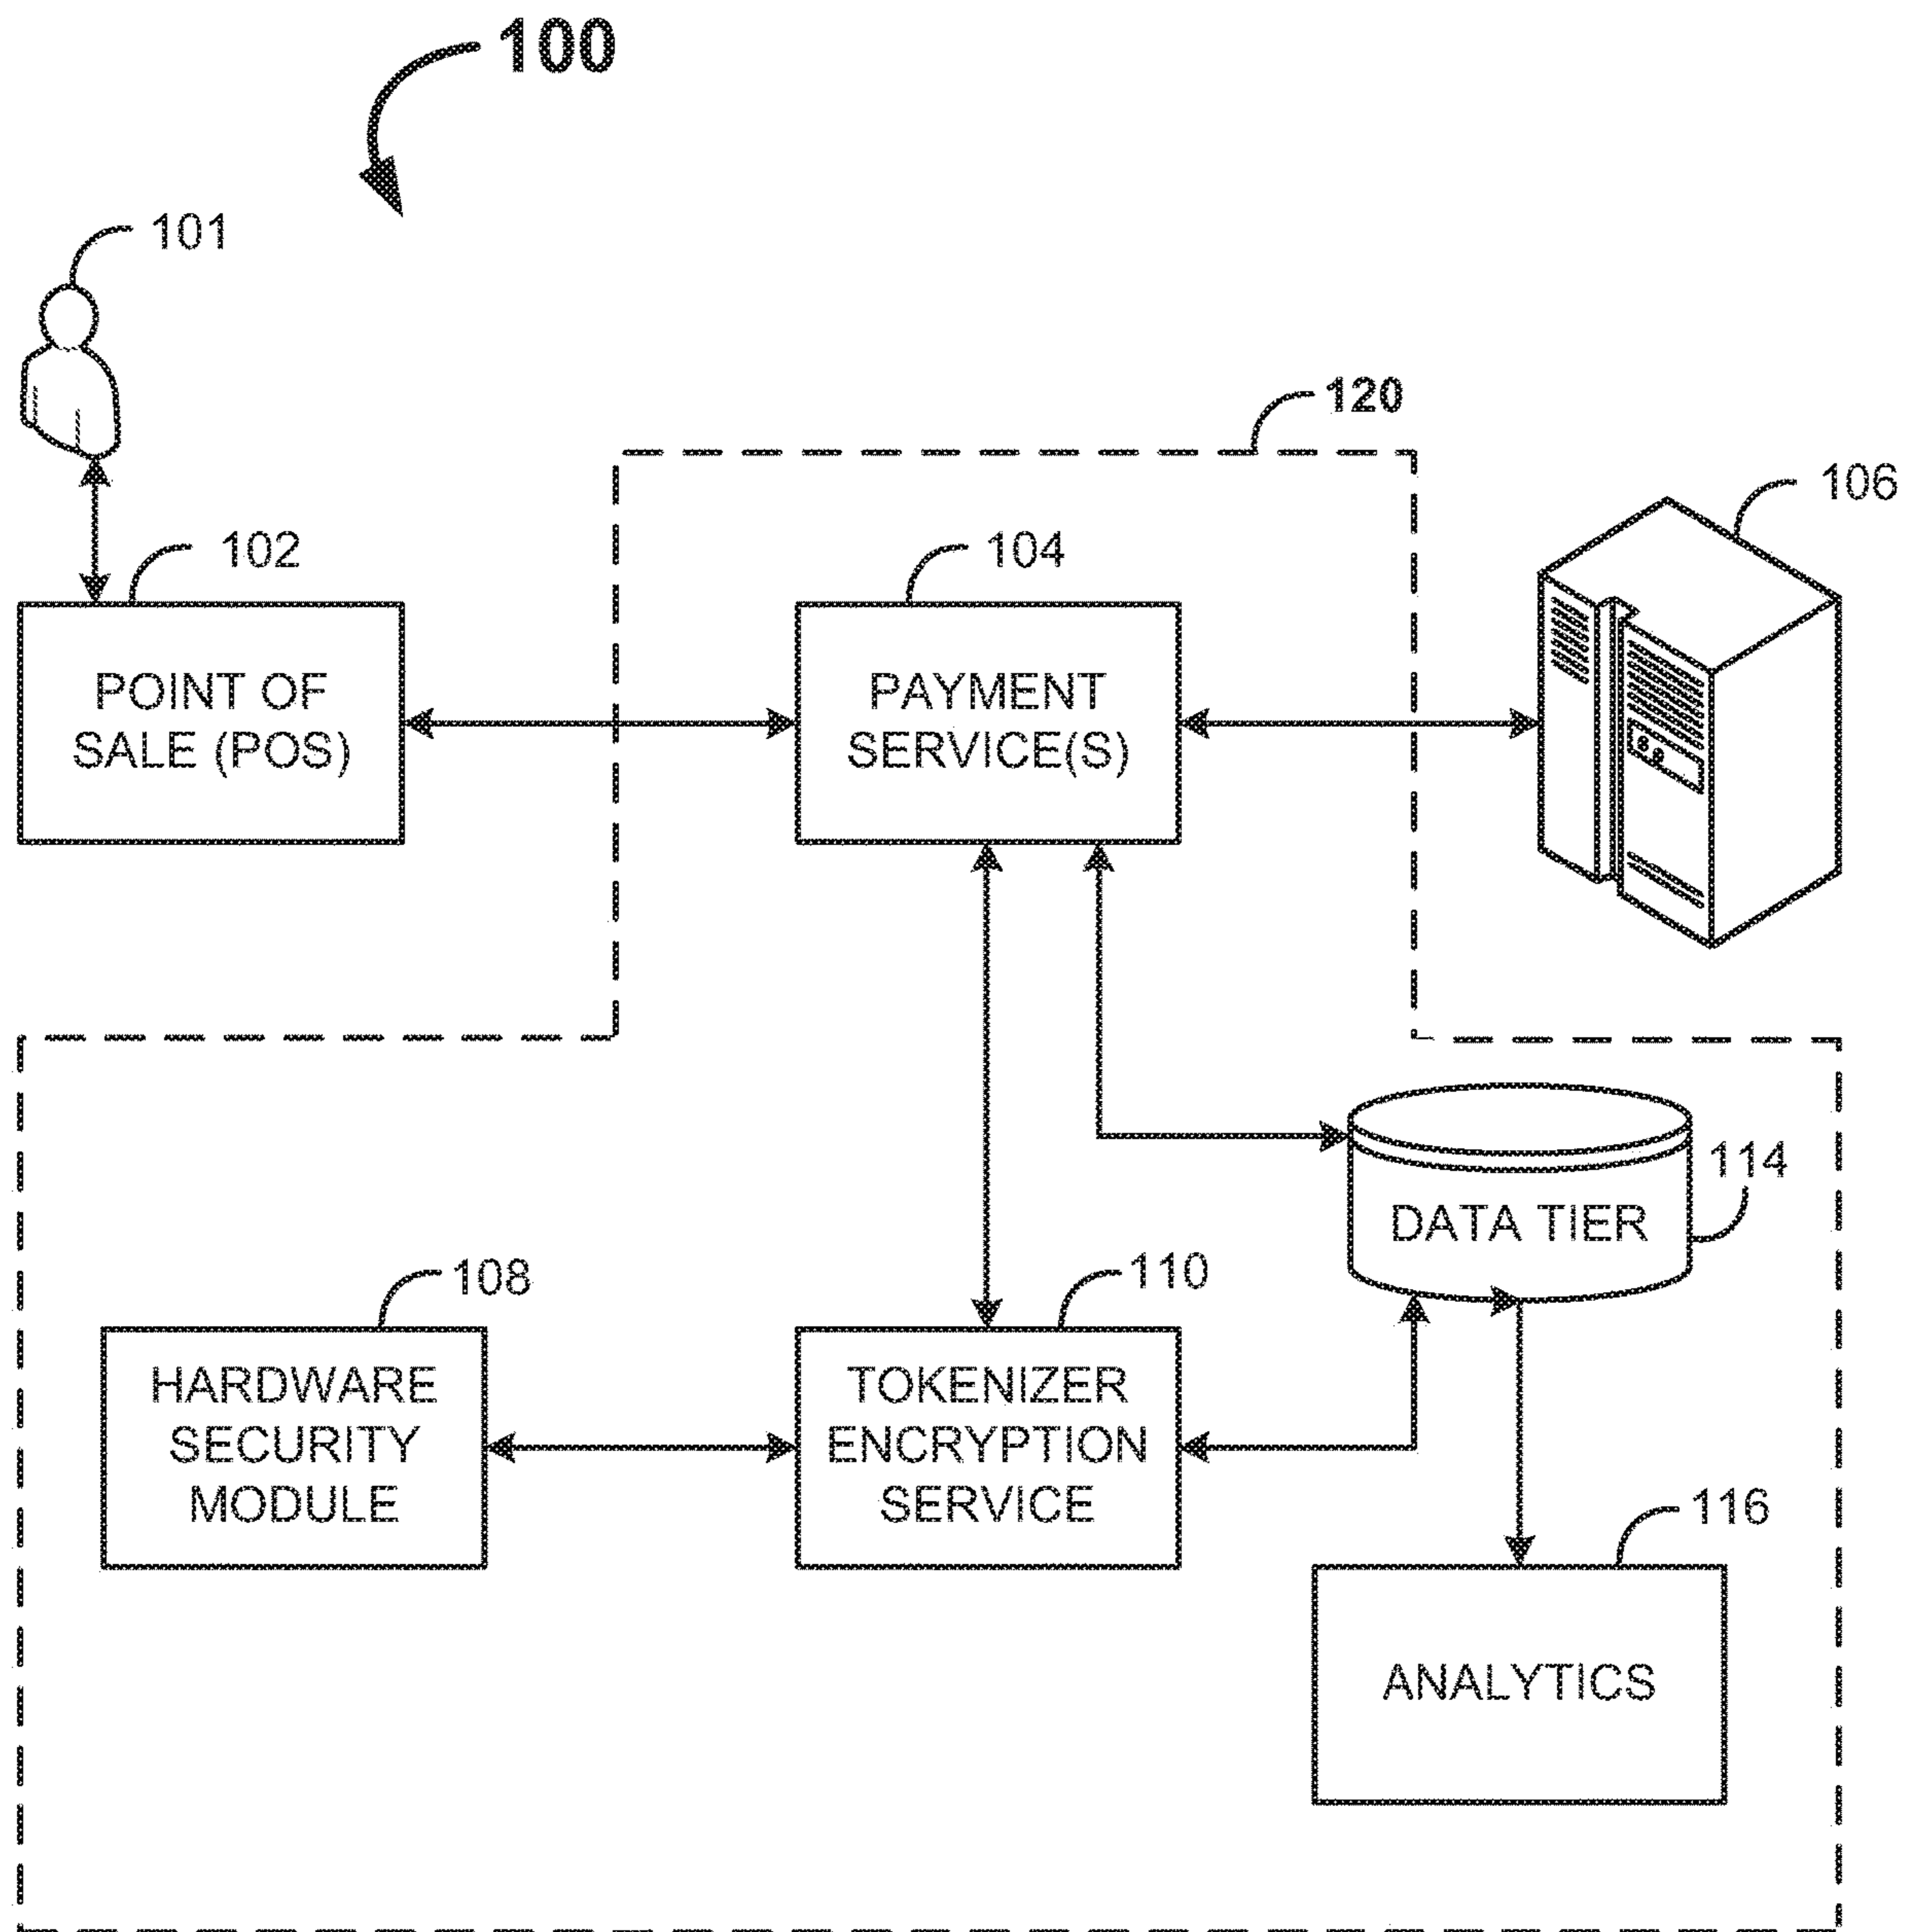 100
101
120
106
102
104
POINT OF
SALE (POS)
PAYMENT
SERVICE(S)
114
DATA TIER
108
110
HARDWARE
SECURITY
MODULE
TOKENIZER
ENCRYPTION
SERVICE
116
ANALYTICS